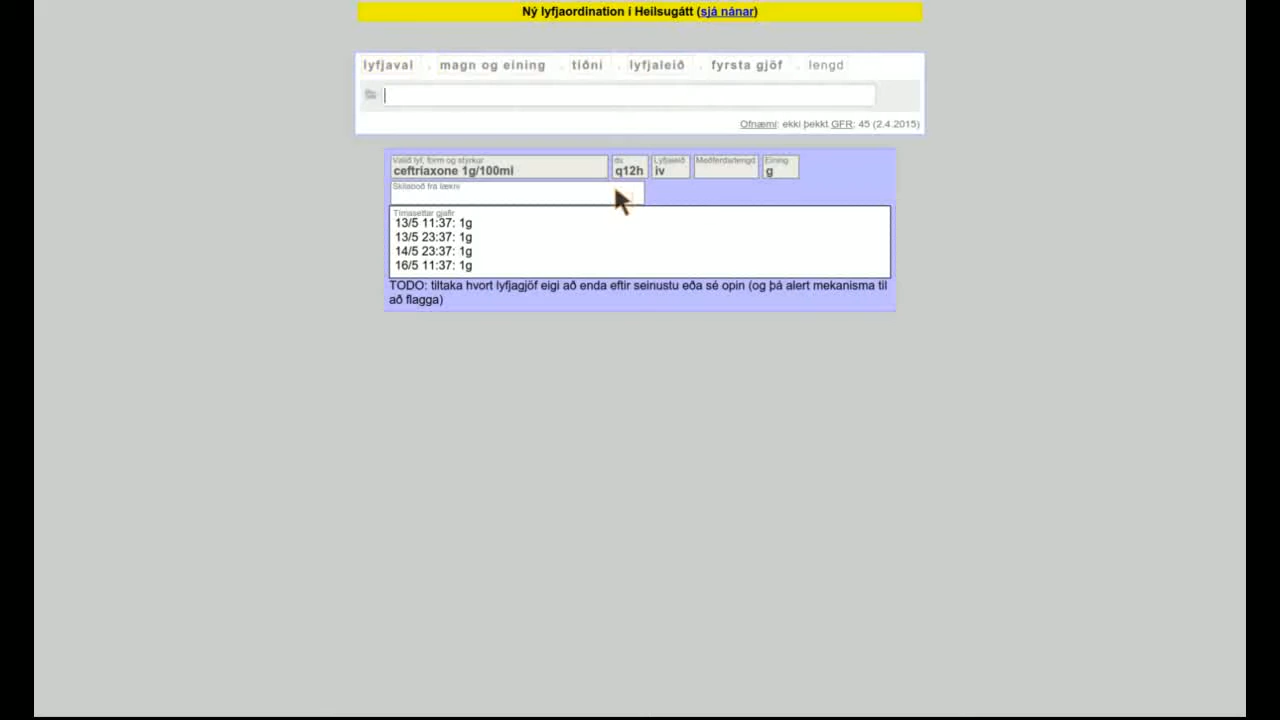 Ný lyfjaordination í Heilsugátt (sjá nánar)
lyfjaval . magn og eining . tíðni . lyfjaleið . fyrsta gjöf . lengd
Ofnæmi: ekki þekkt GFR: 45 (2.4.2015)
Valið lyf, form og styrkur
ceftriaxone 1g/100ml
ds
q12h
Lyfjaleið
iv
Meðferðarlengd
Eining
g
Skilaboð frá lækni
Tímasettar gjafir
13/5 11:37: 1g
13/5 23:37: 1g
14/5 23:37: 1g
16/5 11:37: 1g
TODO: tiltaka hvort lyfjagjöf eigi að enda eftir seinustu eða sé opin (og þá alert mekanisma til
að flagga)